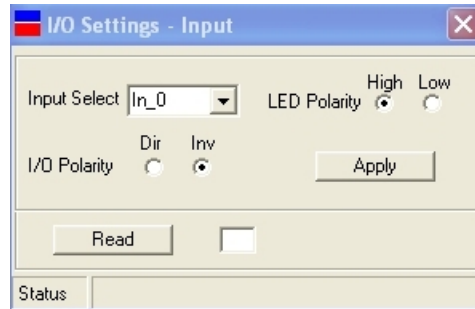 I/O Settings - Input
High Low
Input Select In_0 LED Polarity
Dir Inv
I/O Polarity Apply
Read
Status